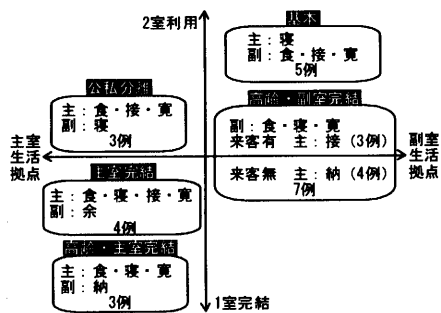 2室利用
基本
主：寝
副：食・接・寛
5例
公私分離
主：食・接・寛
副：寝
3例
高齢・副室完結
副：食・寝・寛
来客有 主：接（3例）
来客無 主：納（4例）
7例
主室
生活
拠点
副室
生活
拠点
主室完結
主：食・寝・接・寛
副：余
4例
高齢・主室完結
主：食・寝・寛
副：納
3例
1室完結